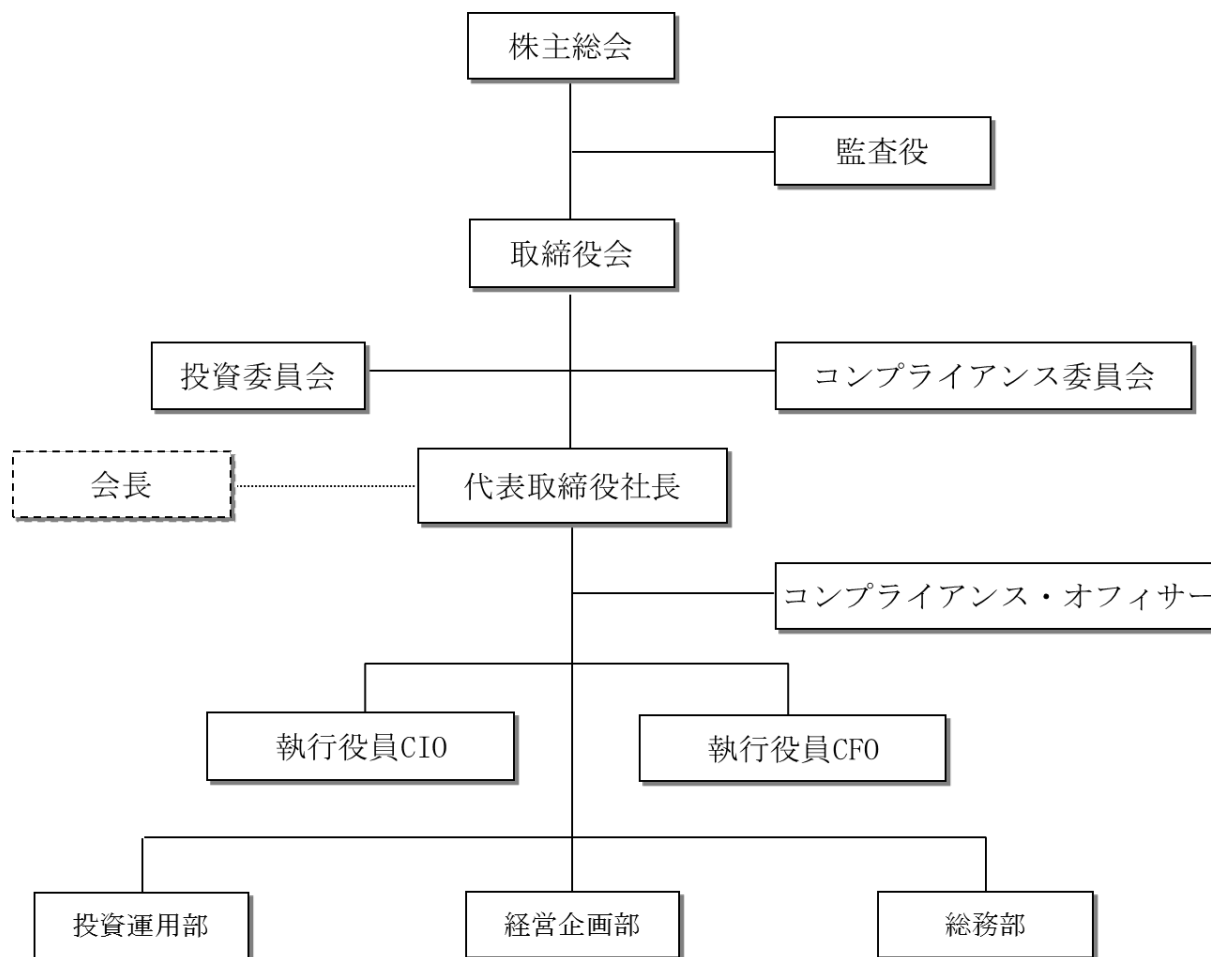 株主総会
監査役
取締役会
投資委員会
コンプライアンス委員会
会長
代表取締役社長
コンプライアンス・オフィサー
執行役員CIO
執行役員CFO
投資運用部
経営企画部
総務部